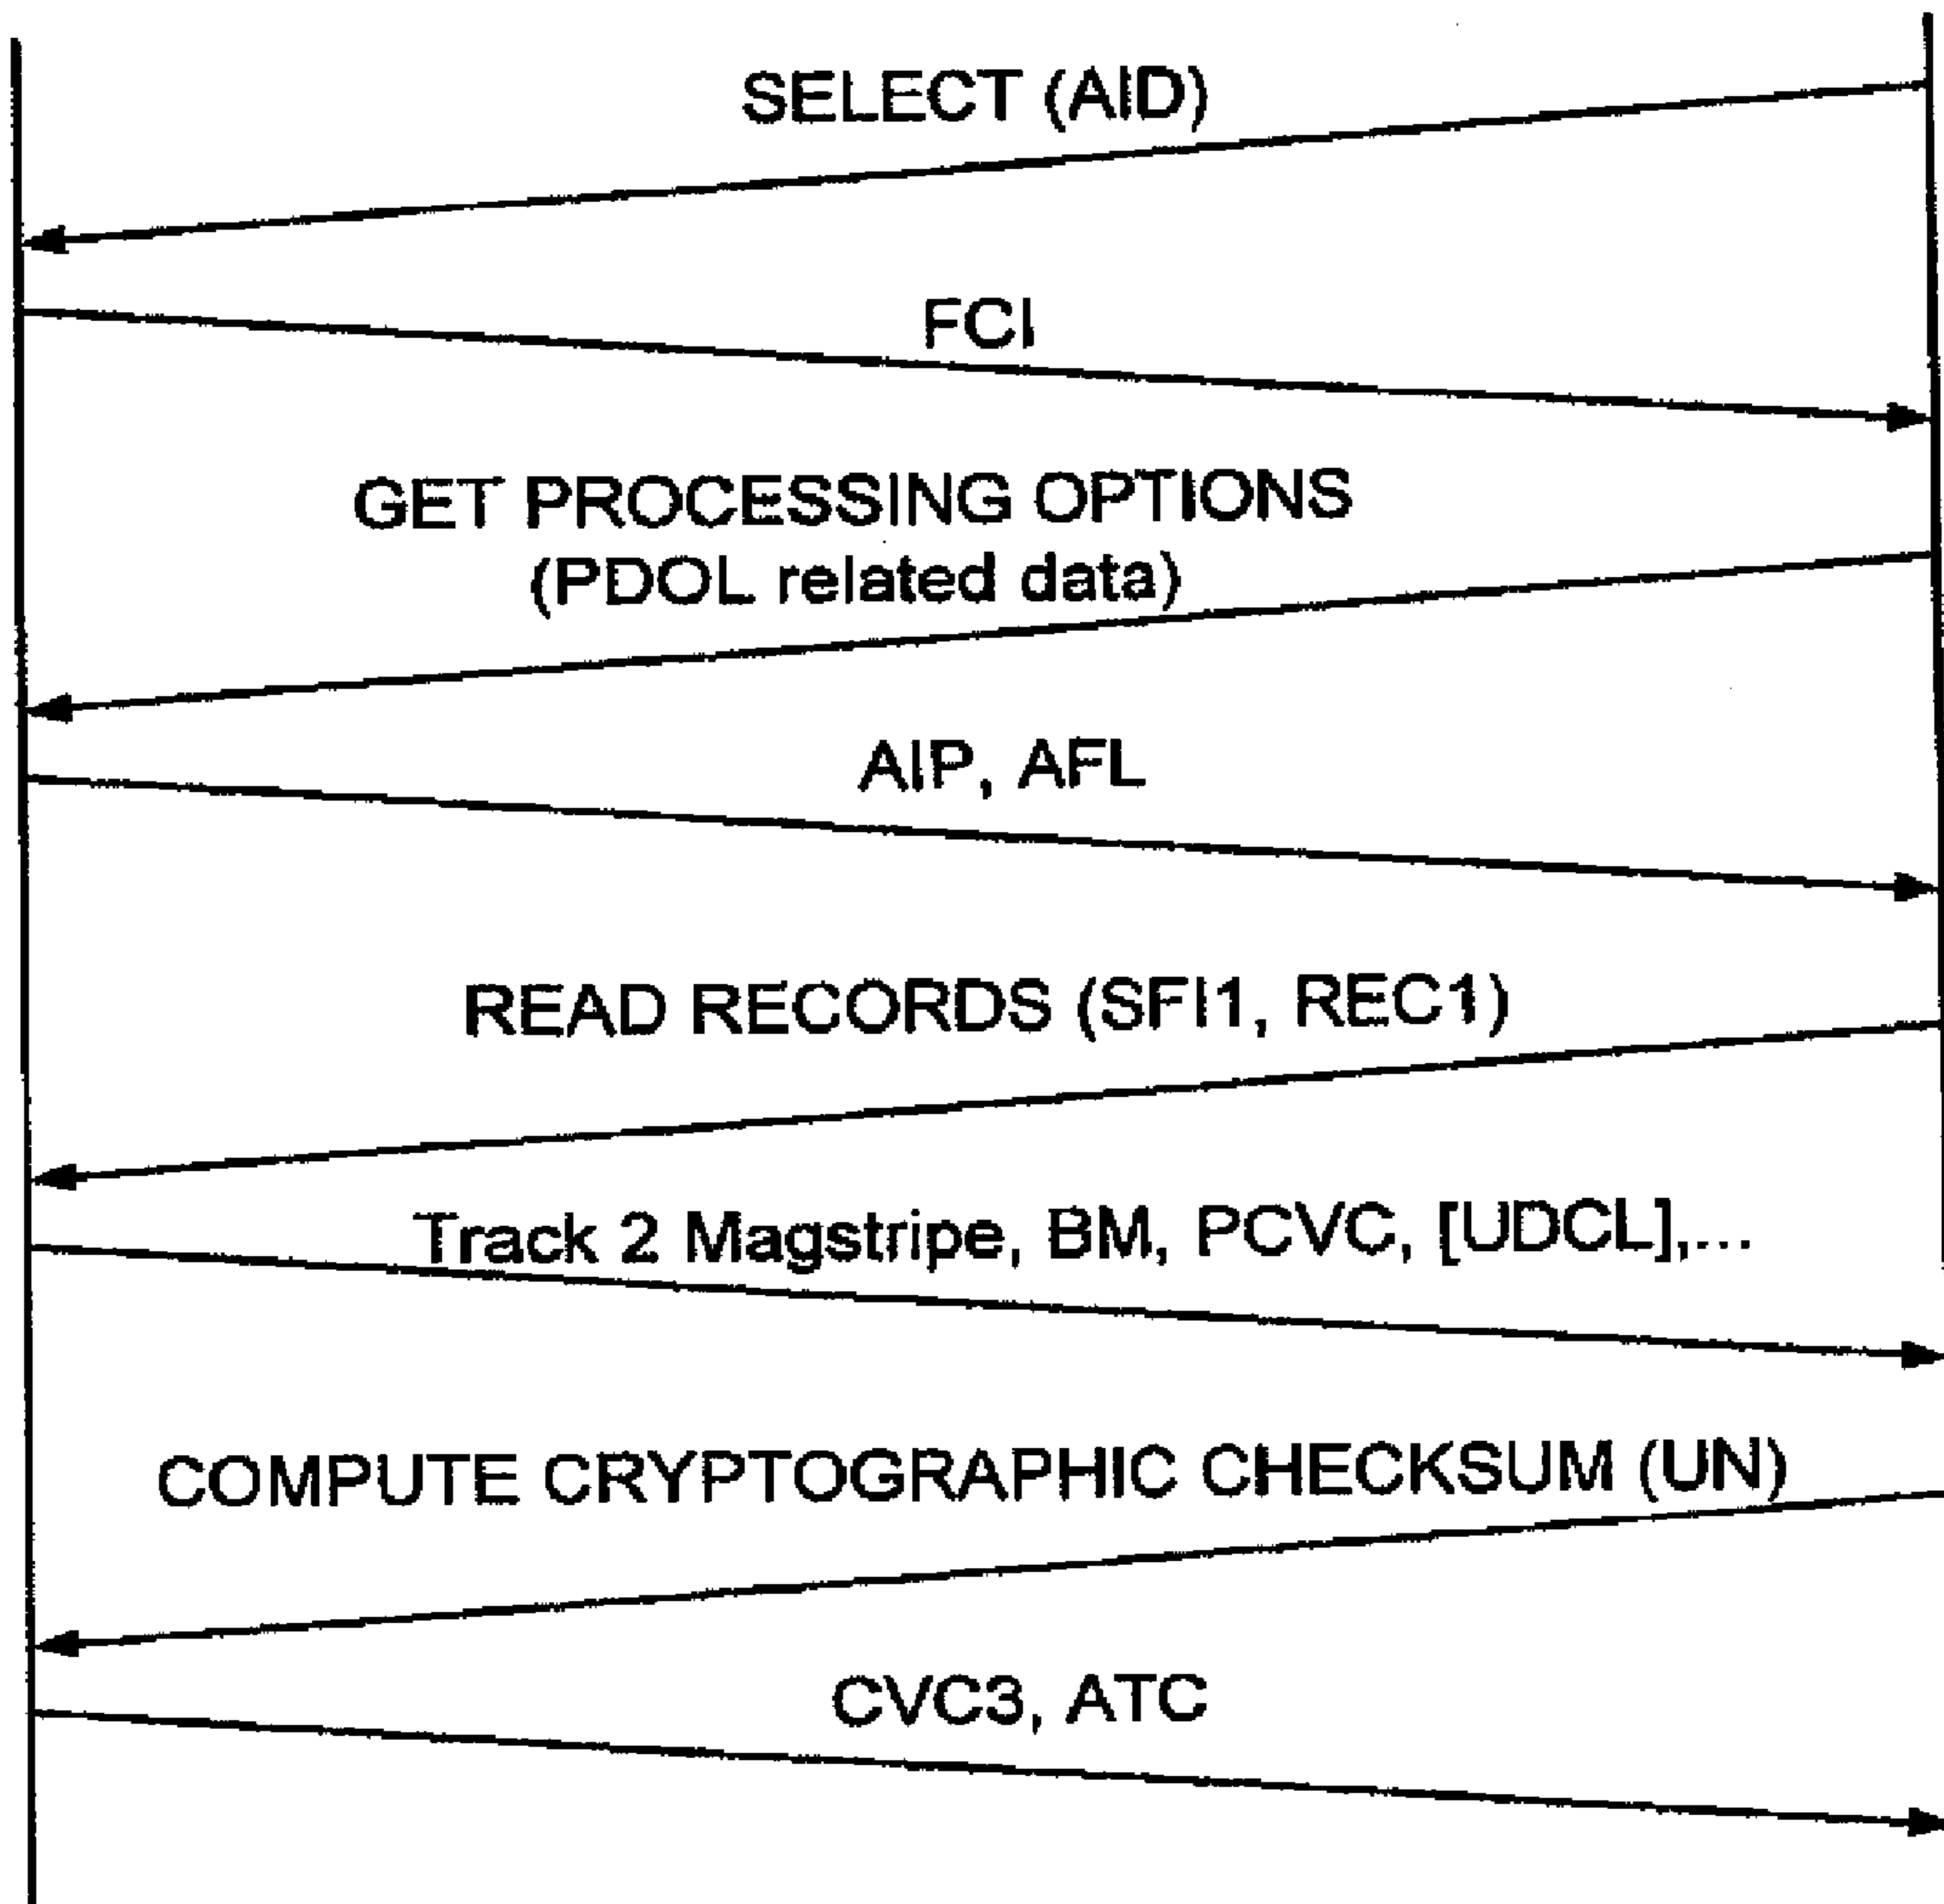 SELECT (AID)
FCI
GET PROCESSING OPTIONS
(PDOL related data)
AIP, AFL
READ RECORDS (SFI1, REC1)
Track 2 Magstripe, BM, PCVC, [UDCL],...
COMPUTE CRYPTOGRAPHIC CHECKSUM (UN)
CVC3, ATC